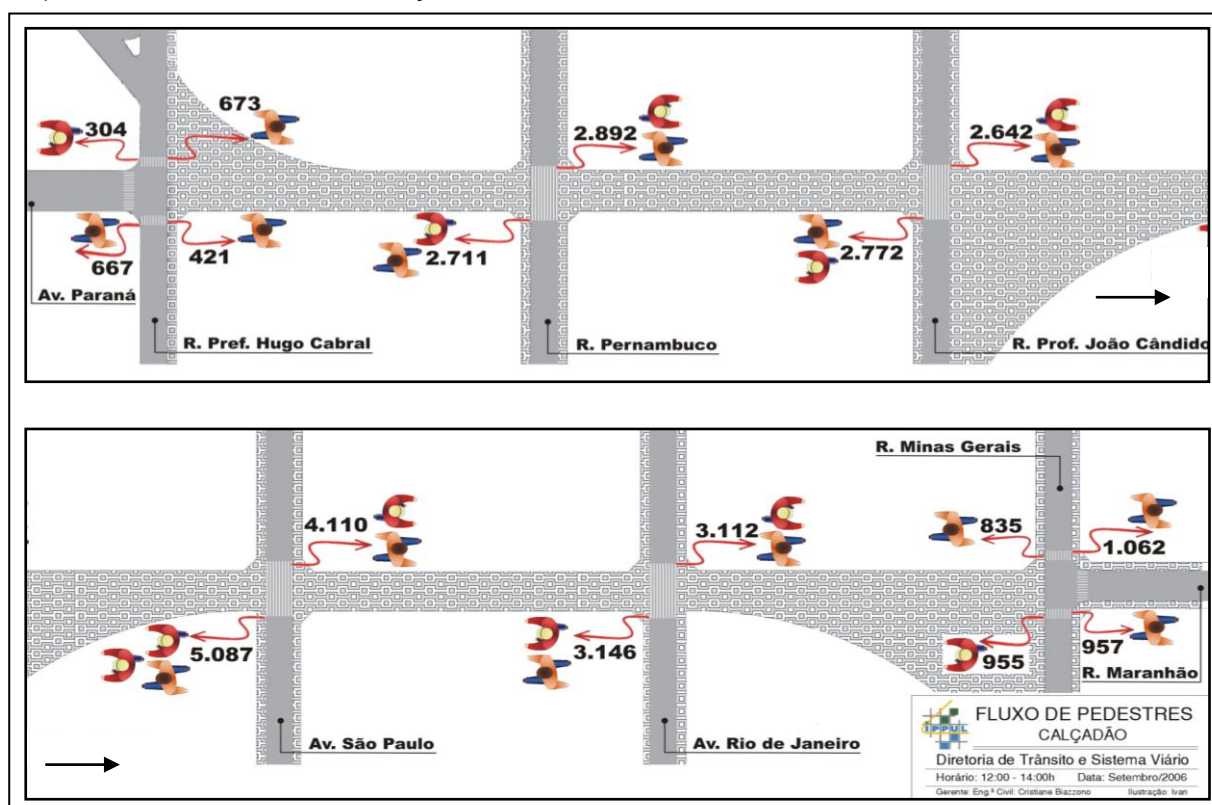 304
673
2.892
2.642
667
421
2.711
2.772
Av. Paraná
R. Pref. Hugo Cabral
R. Pernambuco
R. Prof. João Cândido
R. Minas Gerais
4.110
3.112
835
1.062
5.087
3.146
955
957
R. Maranhão
Av. São Paulo
Av. Rio de Janeiro
IPPUL
FLUXO DE PEDESTRES
CALÇADÃO
Diretoria de Trânsito e Sistema Viário
Horário: 12:00 - 14:00h Data: Setembro/2006
Gerente: Eng.ª Civil: Cristiane Biazzono Ilustração: Ivan